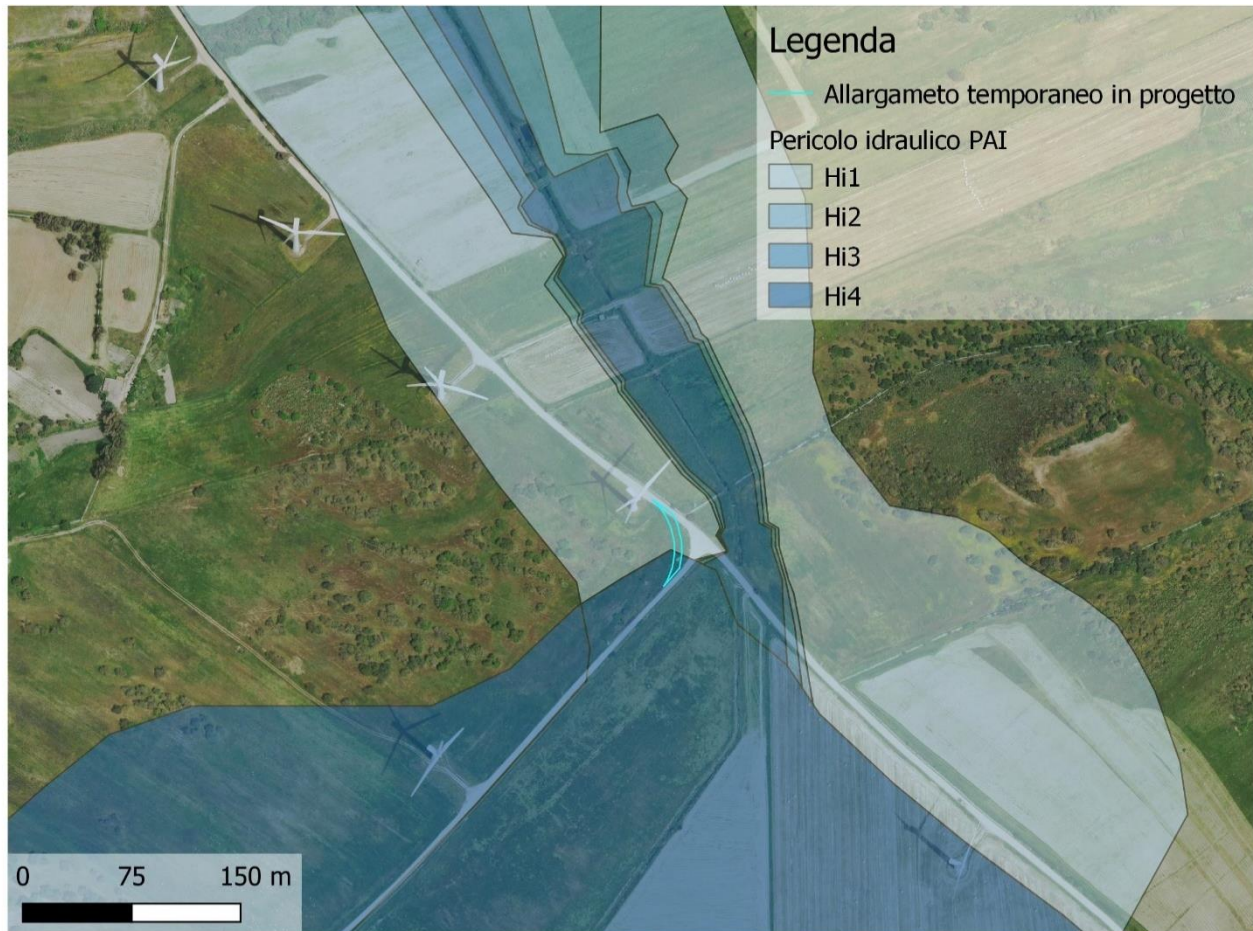 Legenda
Allargameto temporaneo in progetto
Pericolo idraulico PAI
Hi1
Hi2
Hi3
Hi4
0 75 150 m